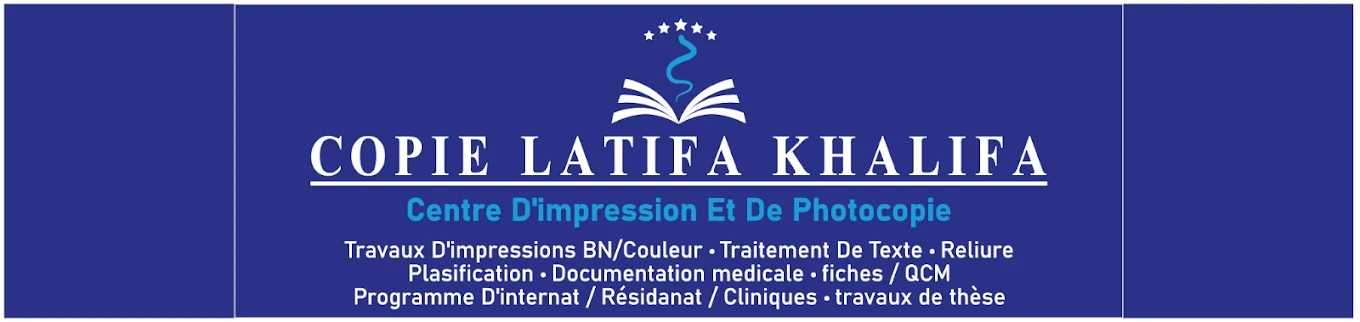 COPIE LATIFA KHALIFA
Centre D'impression Et De Photocopie
Travaux D'impressions BN/Couleur • Traitement De Texte • Reliure
Plasification • Documentation medicale • fiches / QCM
Programme D'internat / Résidanat / Cliniques • travaux de thèse